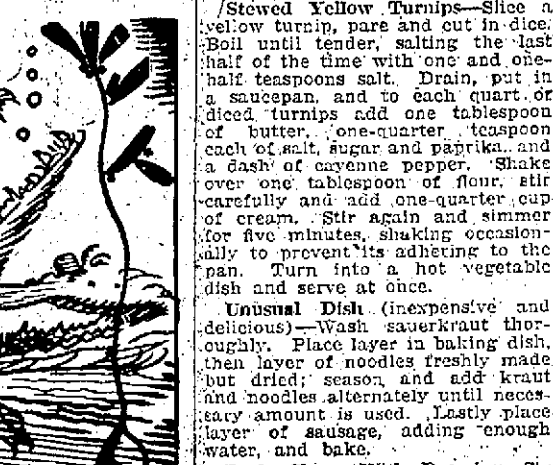 Stewed Yellow Turnips—Slice a
yellow turnip, pare and cut in dice.
Boil until tender, salting the last
half of the time with one and one-
half teaspoons salt. Drain, put in
a saucepan, and to each quart of
diced turnips add one tablespoon
of butter, one-quarter teaspoon
each of salt, sugar and paprika, and
a dash of cayenne pepper. Shake
over one tablespoon of flour, stir
carefully and add one-quarter cup
of cream. Stir again and simmer
for five minutes, shaking occasion-
ally to prevent its adhering to the
pan. Turn into a hot vegetable
dish and serve at once.
Unusual Dish (inexpensive and
delicious)—Wash sauerkraut thor-
oughly. Place layer in baking dish,
then layer of noodles freshly made
but dried; season, and add kraut
and noodles alternately until neces-
sary amount is used. Lastly place
layer of sausage, adding enough
water, and bake.